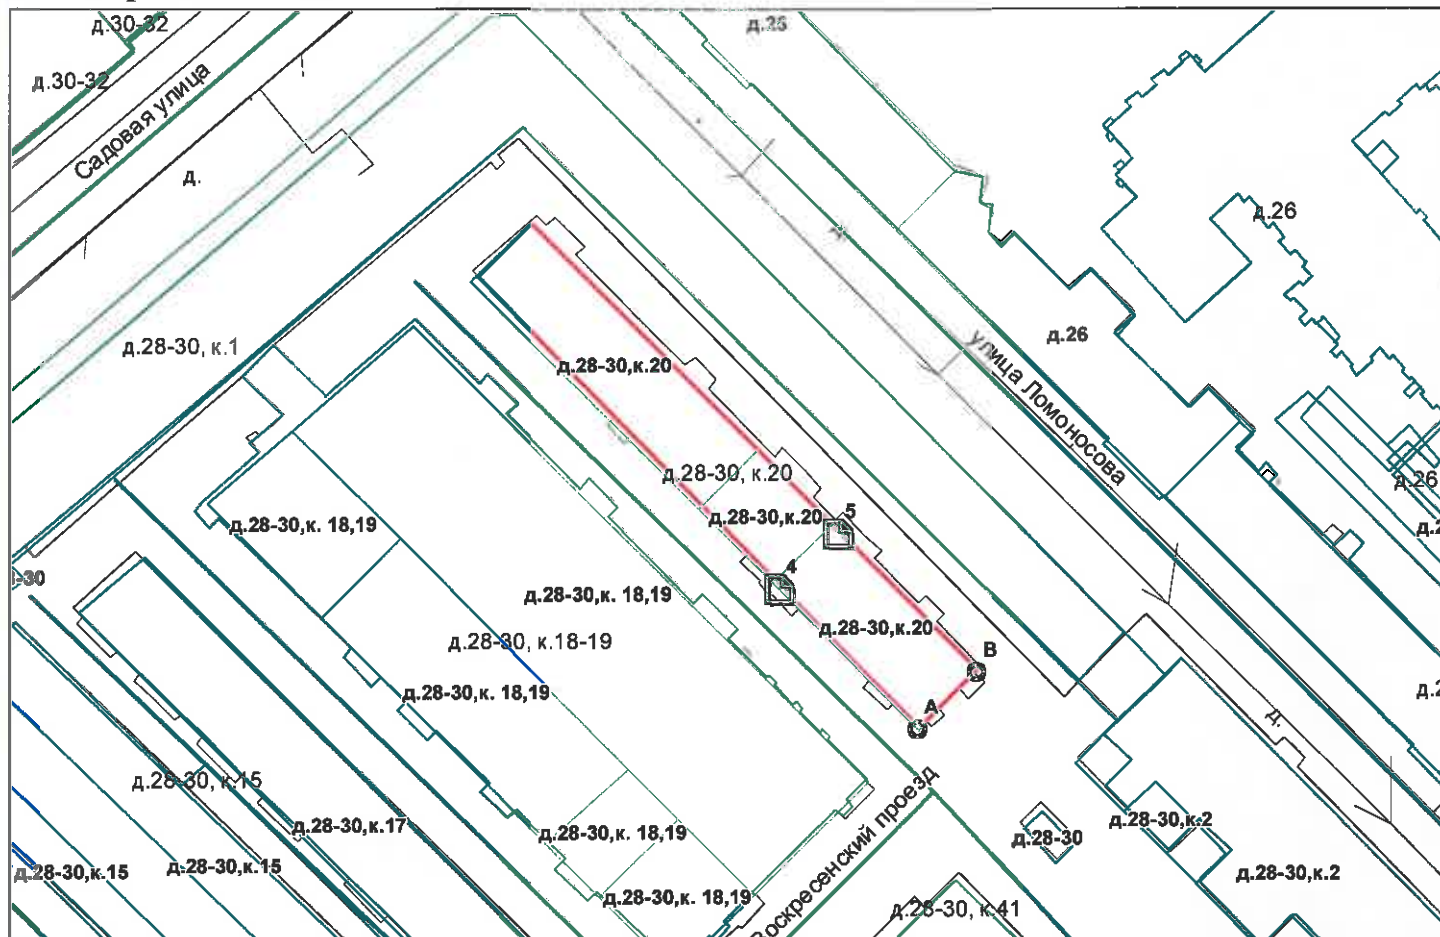 д.30-32
д.25
д.30-32
Садовая улица
д.
д.26
д.26
улица Ломоносова
д.28-30, к.1
д.28-30,к.20
д.28-30, к.20
д.26
д.28-30,к.20
5
д.28-30,к. 18,19
4
д.28-30,к. 18,19
д.28-30,к.20
д.28-30, к.18-19
В
д.28-30,к. 18,19
А
д.
д.28-30, к.15
д.28-30,к.17
д.28-30,к. 18,19
Воскресенский проезд
д.28-30
д.28-30,к.2
д.28-30,к.15
д.28-30,к.15
д.28-30,к.2
д.28-30,к. 18,19
д.28-30, к.41